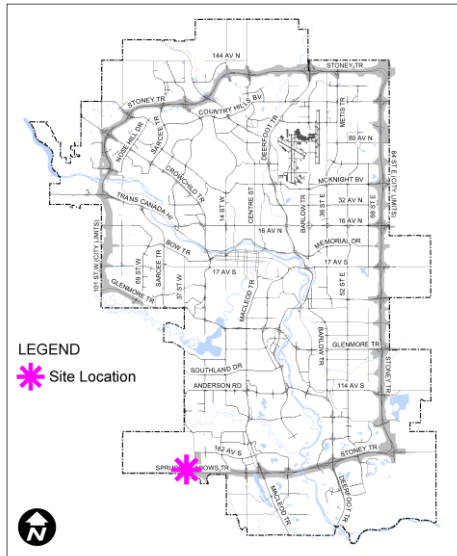 144 AV N
STONEY TR
STONEY TR
COUNTRY HILLS BV
METIS TR
NOSE HILL DR
SARCEE TR
DEERFOOT TR
80 AV N
CROWCHILD TR
MCKNIGHT BV
84 ST E (CITY LIMITS)
TRANS CANADA HI
14 ST W
CENTRE ST
BARLOW TR
36 ST E
32 AV N
68 ST E
16 AV N
16 AV N
101 ST W (CITY LIMITS)
BOW TR
MEMORIAL DR
69 ST W
SARCEE TR
37 ST W
17 AV S
17 AV S
52 ST E
GLENMORE TR
MACLEOD TR
BARLOW TR
GLENMORE TR
STONEY TR
LEGEND
Site Location
SOUTHLAND DR
ANDERSON RD
114 AV S
162 AV S
STONEY TR
MACLEOD TR
DEERFOOT TR
N